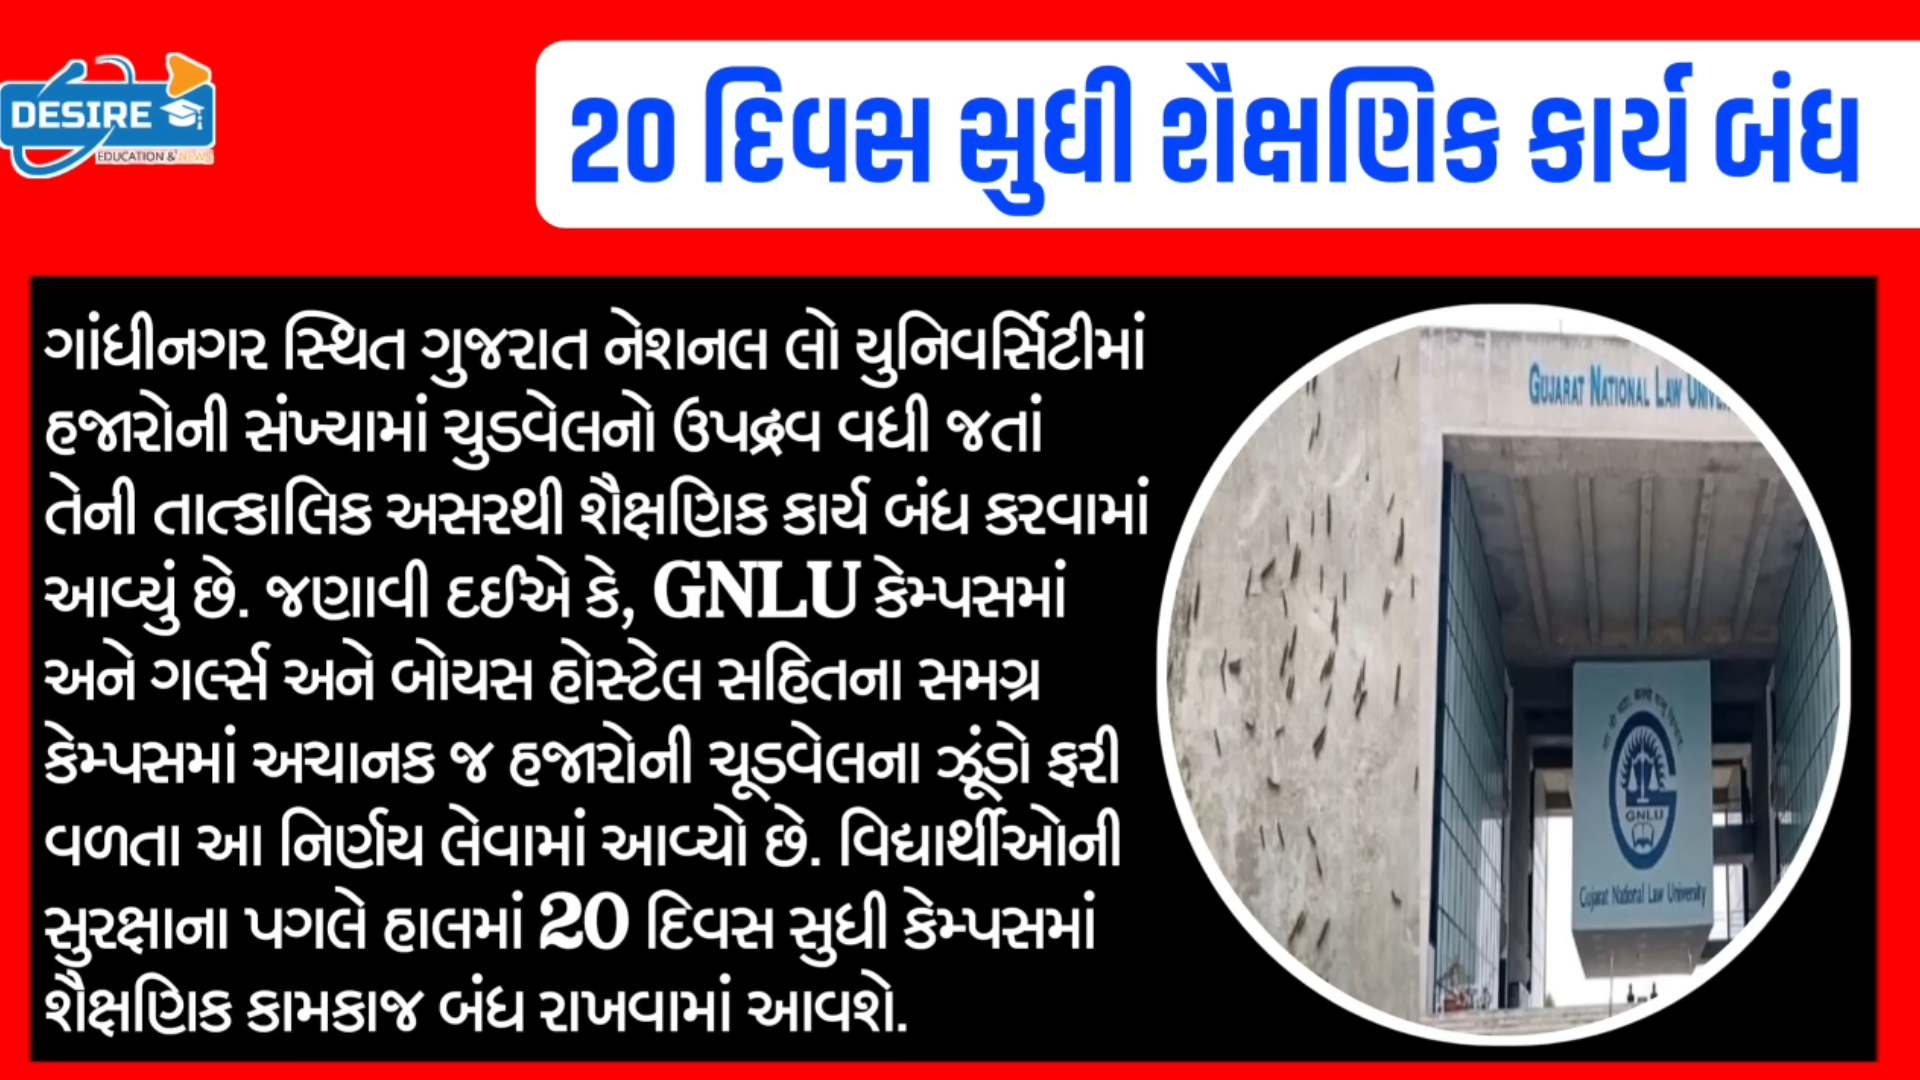 DESIRE
EDUCATION & NEWS
20 દિવસ સુધી શૈક્ષણિક કાર્ય બંધ
ગાંધીનગર સ્થિત ગુજરાત નેશનલ લો યુનિવર્સિટીમાં
હજારોની સંખ્યામાં ચુડવેલનો ઉપદ્રવ વધી જતાં
તેની તાત્કાલિક અસરથી શૈક્ષણિક કાર્ય બંધ કરવામાં
આવ્યું છે. જણાવી દઈએ કે, GNLU કેમ્પસમાં
અને ગર્લ્સ અને બોયસ હોસ્ટેલ સહિતના સમગ્ર
કેમ્પસમાં અચાનક જ હજારોની ચૂડવેલના ઝૂંડો ફરી
વળતા આ નિર્ણય લેવામાં આવ્યો છે. વિદ્યાર્થીઓની
સુરક્ષાના પગલે હાલમાં 20 દિવસ સુધી કેમ્પસમાં
શૈક્ષણિક કામકાજ બંધ રાખવામાં આવશે.
GUJARAT NATIONAL LAW
GNLU
Gujarat National Law University